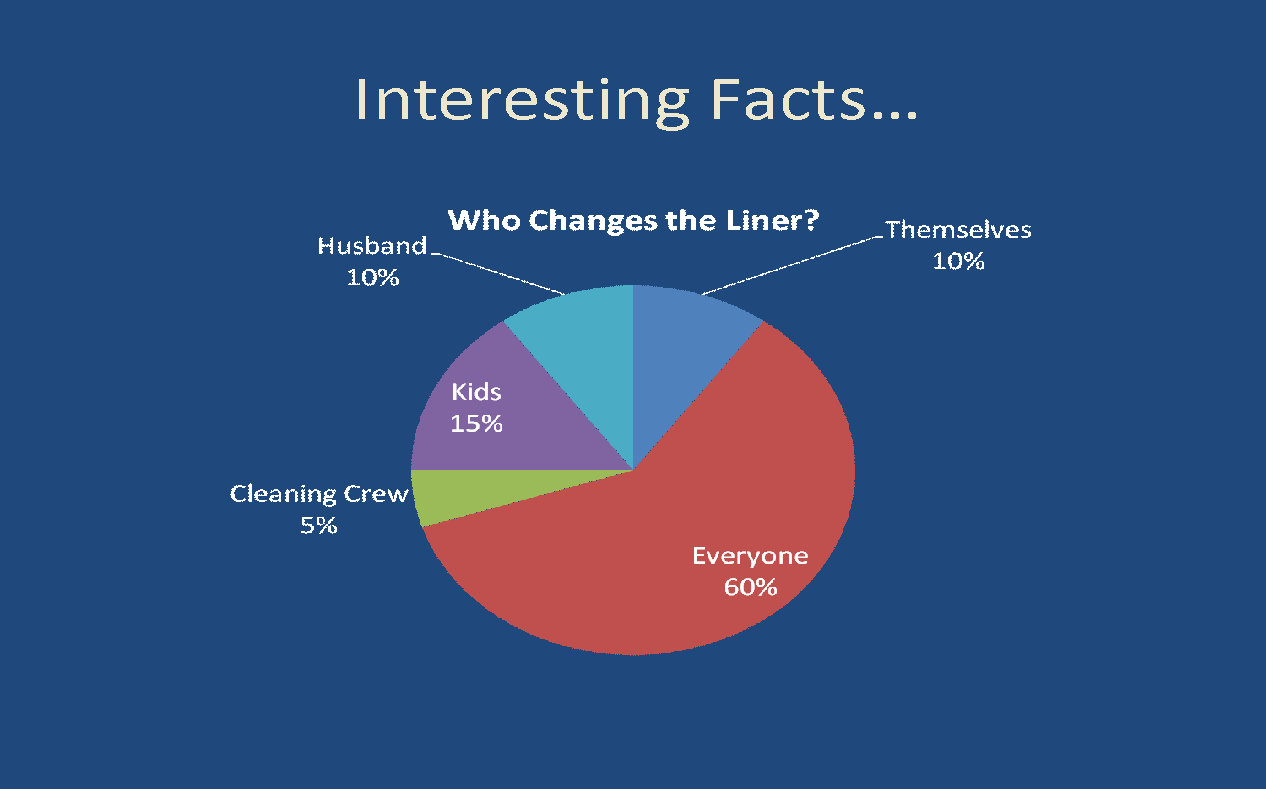 Interesting Facts…
Who Changes the Liner?
Husband
10%
Themselves
10%
Kids
15%
Cleaning Crew
5%
Everyone
60%